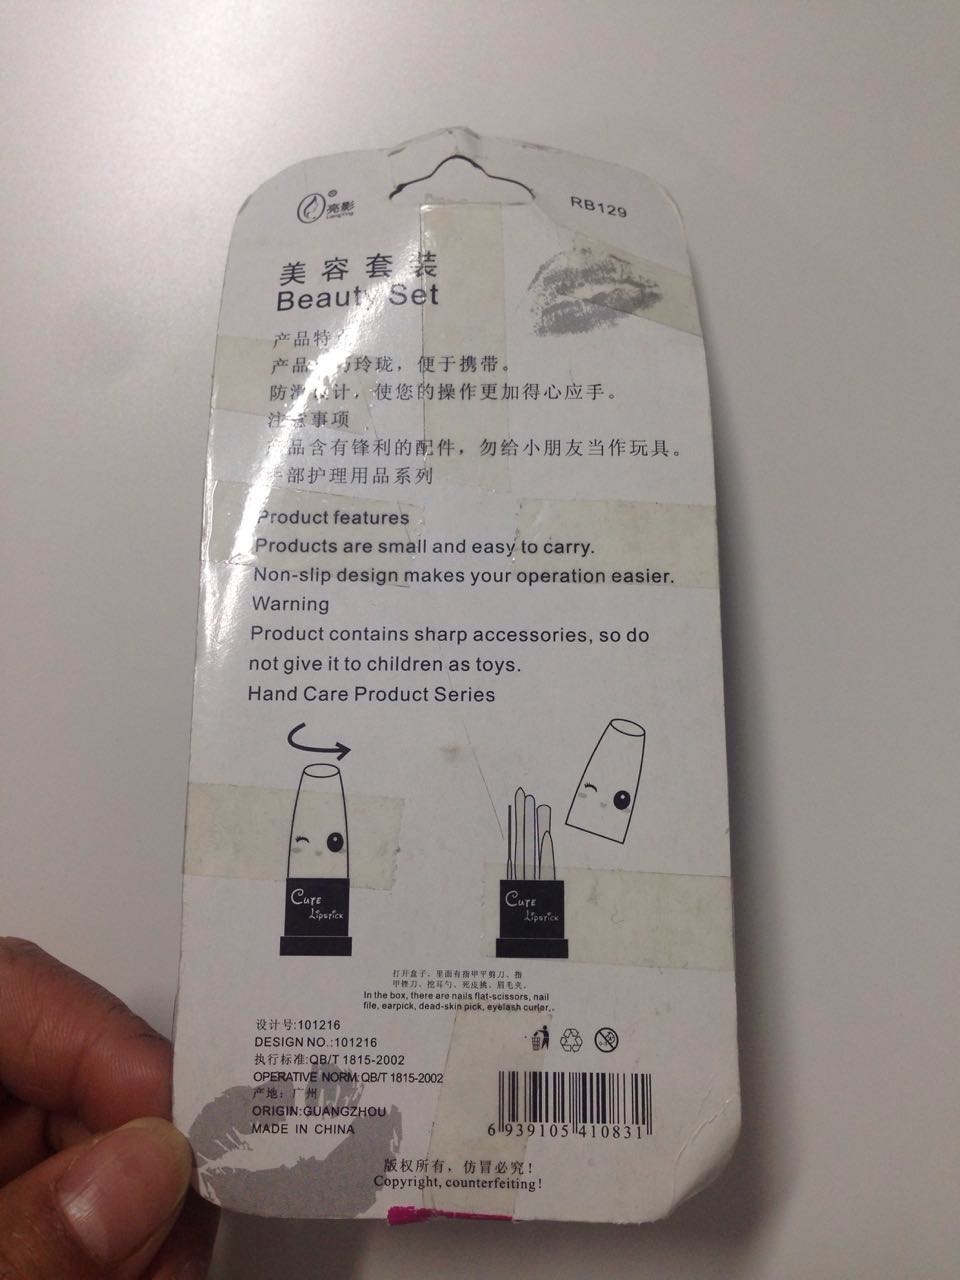 亮影
LiangYing
RB129
美容套装
Beauty Set
产品特
产品 巧玲珑，便于携带。
防滑设计，使您的操作更加得心应手。
注意事项
产品含有锋利的配件，勿给小朋友当作玩具。
部护理用品系列
Product features
Products are small and easy to carry.
Non-slip design makes your operation easier.
Warning
Product contains sharp accessories, so do
not give it to children as toys.
Hand Care Product Series
Cute
Lipstick
Cute
Lipstick
打开盒子，里面有指甲平剪刀、指
甲锉刀、挖耳勺、死皮挑、眉毛夹。
In the box, there are nails flat-scissors, nail
file, earpick, dead-skin pick, eyelash curler,.
设计号:101216
DESIGN NO.:101216
执行标准:QB/T 1815-2002
OPERATIVE NORM:QB/T 1815-2002
产地: 广州
ORIGIN:GUANGZHOU
MADE IN CHINA
6 939105 410831
版权所有，仿冒必究！
Copyright, counterfeiting!